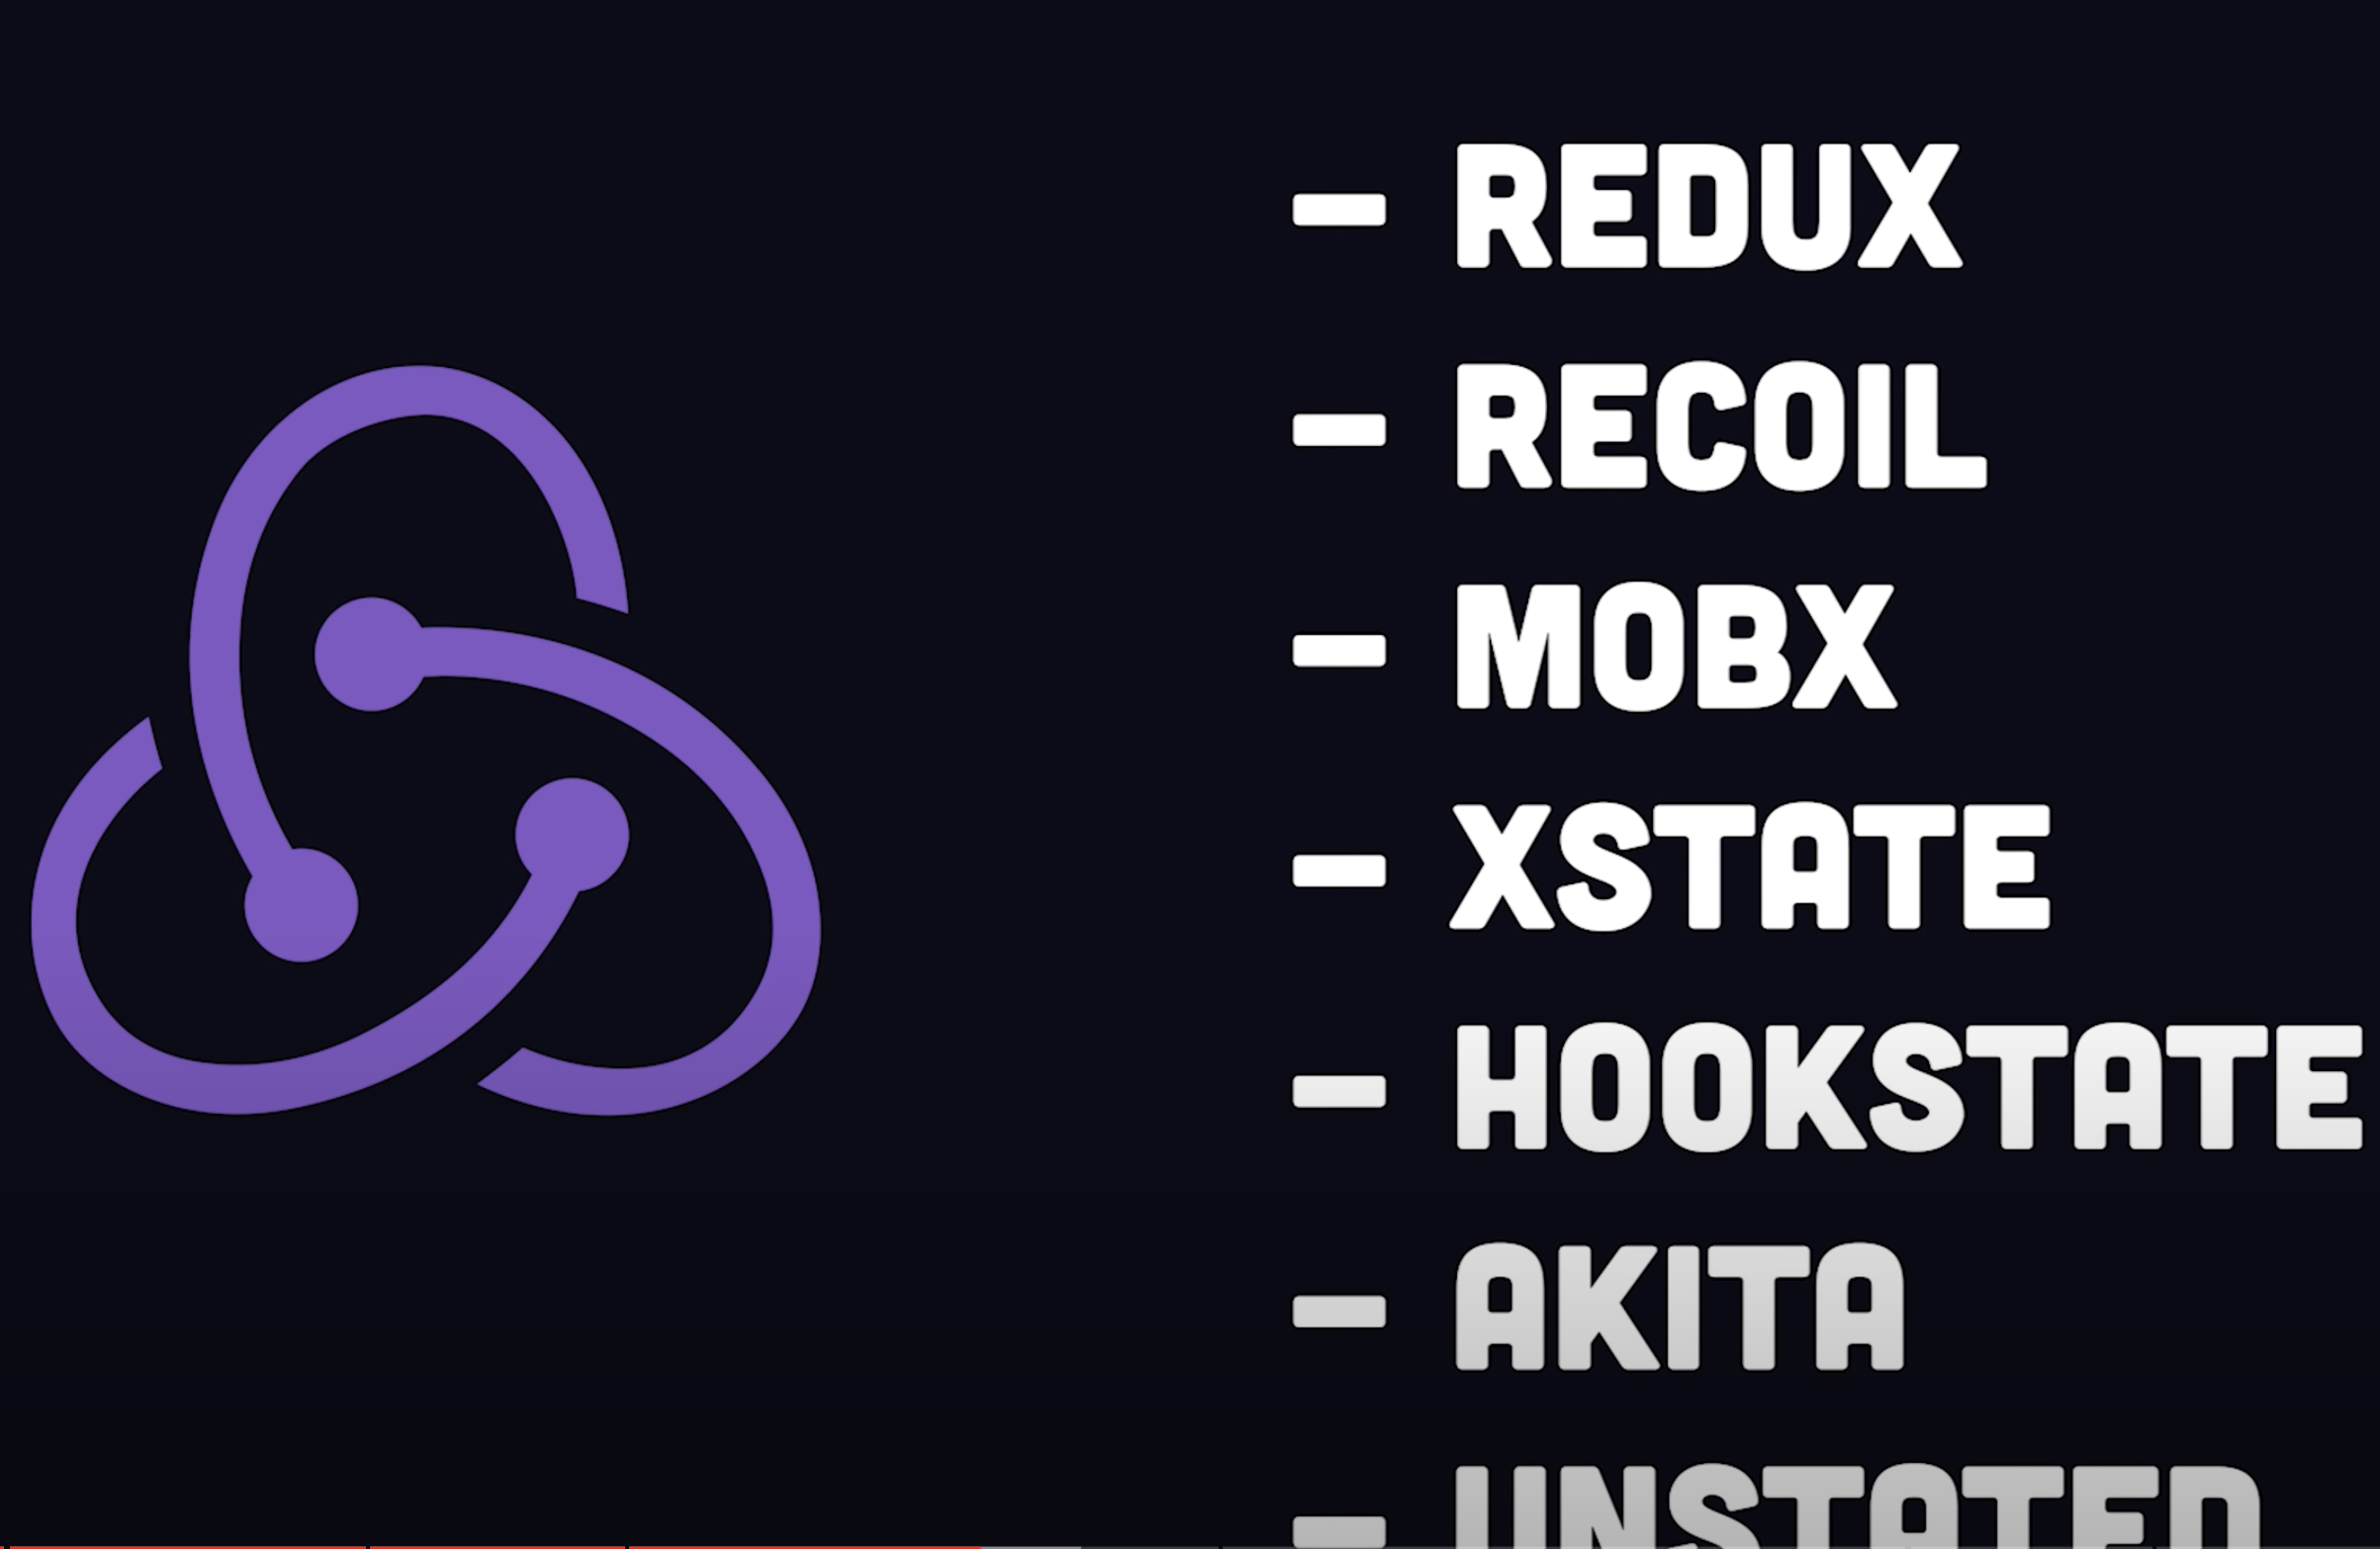 - REDUX
- RECOIL
- MOBX
- XSTATE
- HOOKSTATE
- AKITA
- UNSTATED